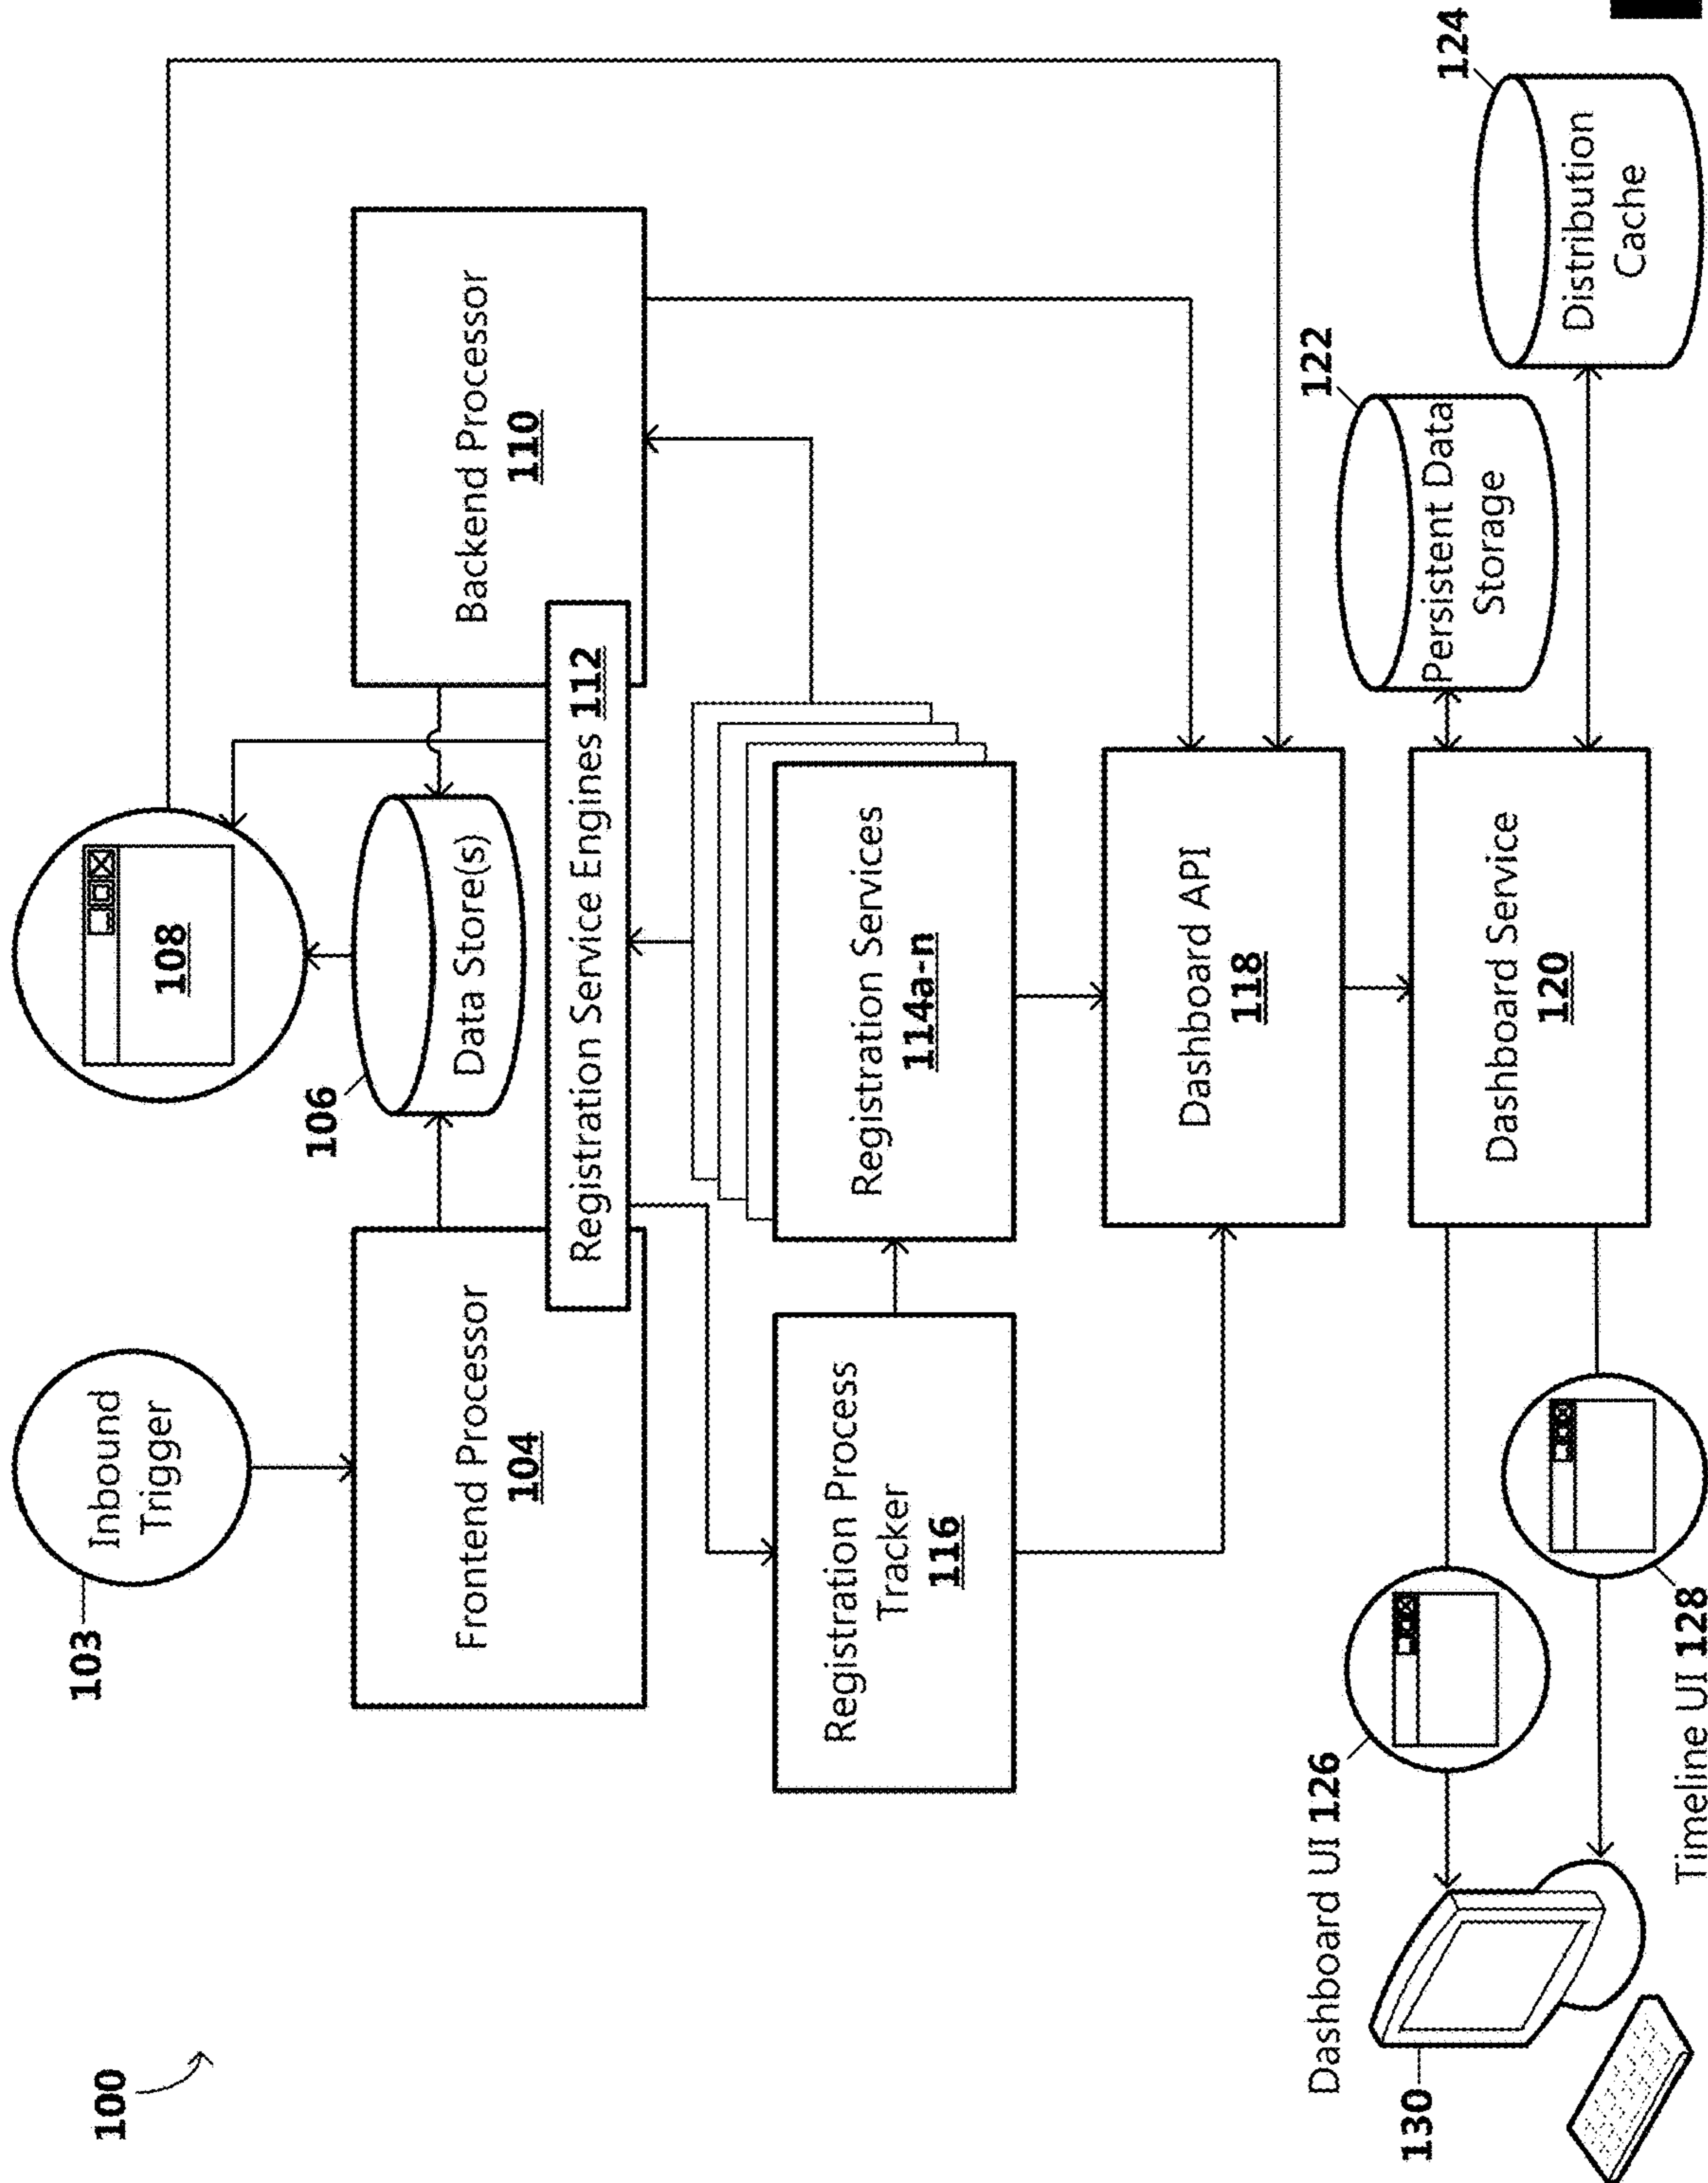 100
103
Inbound
Trigger
108
106
Data Store(s)
Frontend Processor
104
Backend Processor
110
Registration Service Engines 112
Registration Process
Tracker
116
Registration Services
114a-n
Dashboard API
118
Dashboard UI 126
130
Timeline UI 128
Dashboard Service
120
122
Persistent Data
Storage
124
Distribution
Cache